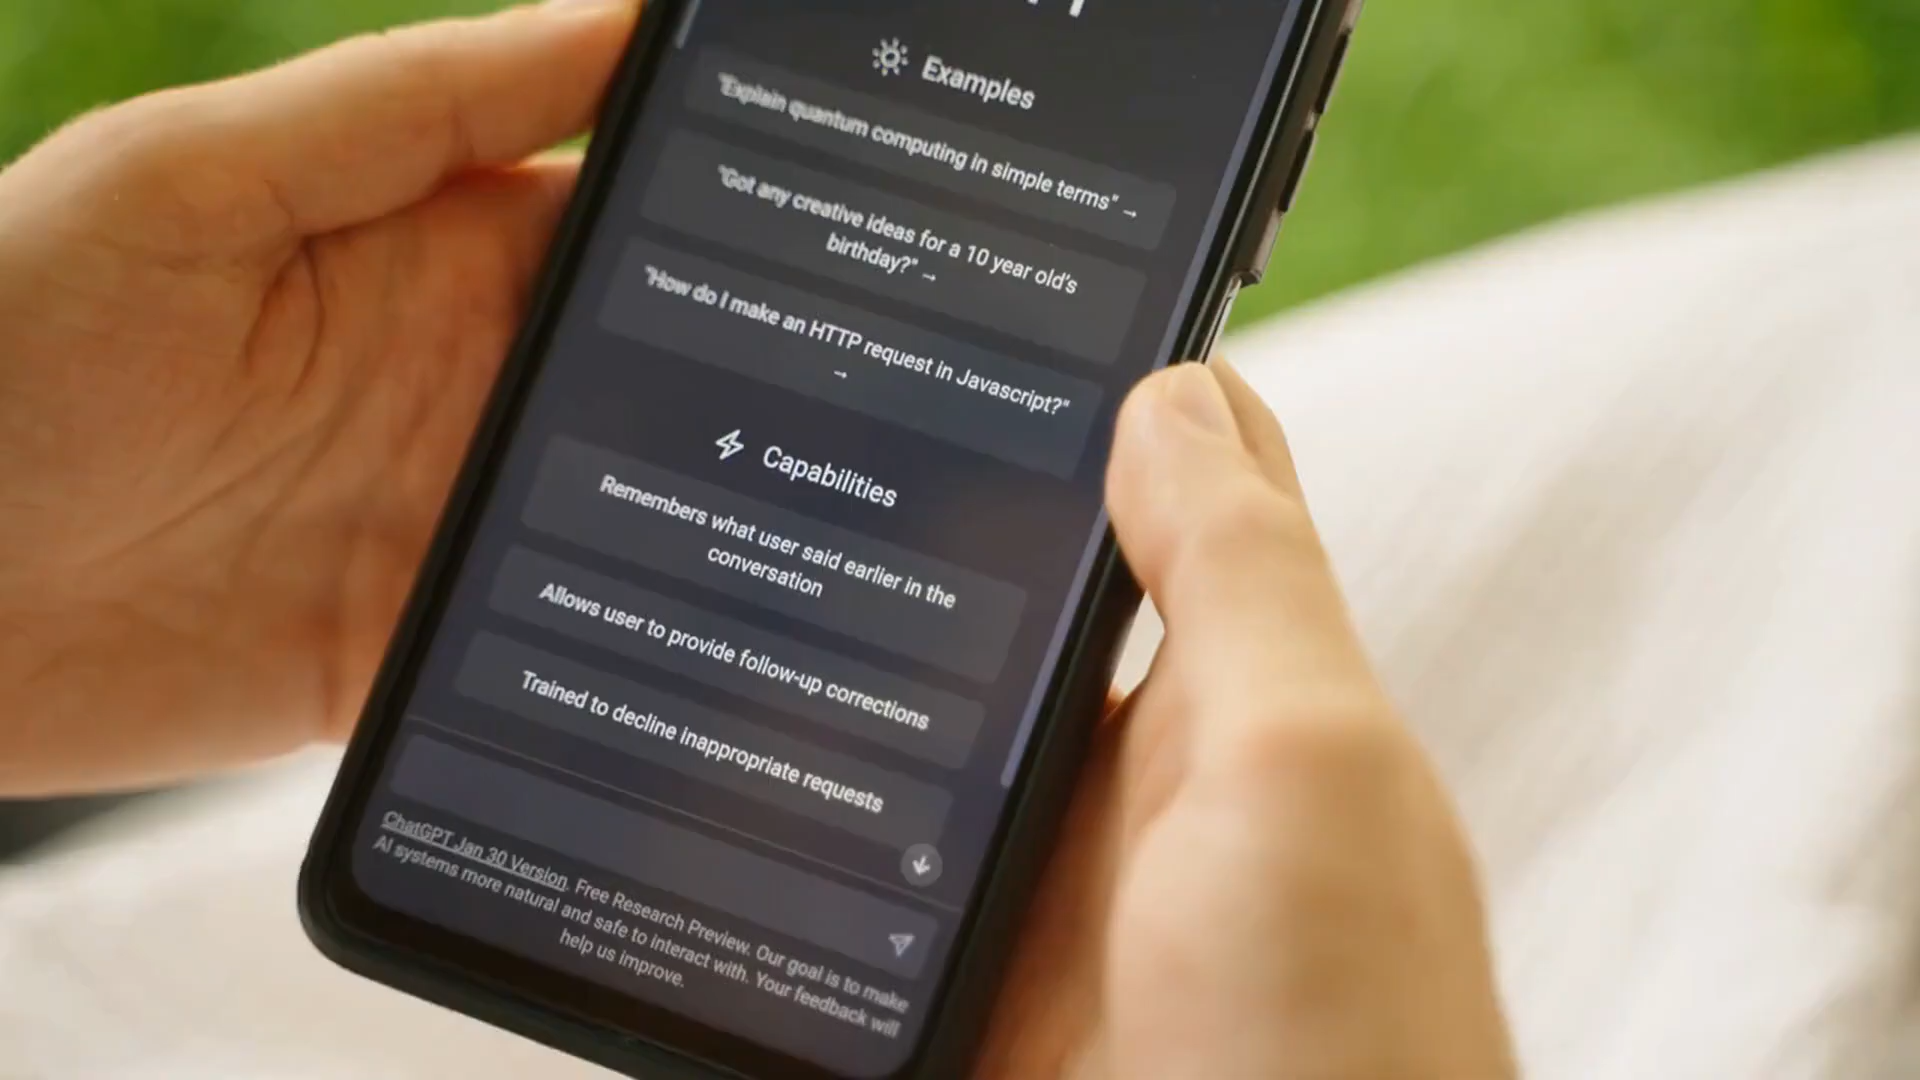 Examples
"Explain quantum computing in simple terms" →
"Got any creative ideas for a 10 year old's
birthday?" →
"How do I make an HTTP request in Javascript?"
→
Capabilities
Remembers what user said earlier in the
conversation
Allows user to provide follow-up corrections
Trained to decline inappropriate requests
ChatGPT Jan 30 Version. Free Research Preview. Our goal is to make
AI systems more natural and safe to interact with. Your feedback will
help us improve.